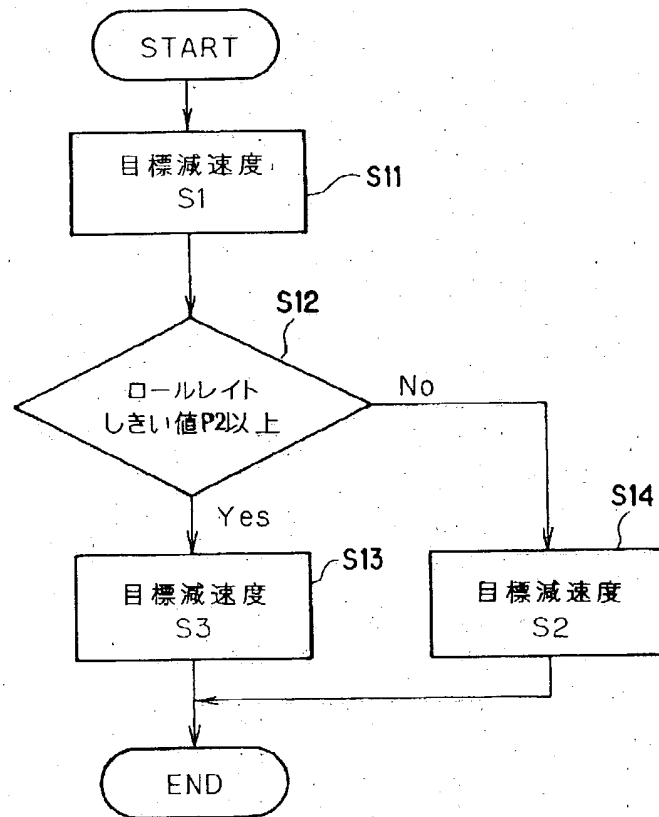 START
目標減速度
S1
S11
S12
ロールレイト
しきい値P2以上
No
Yes
S13
目標減速度
S3
S14
目標減速度
S2
END